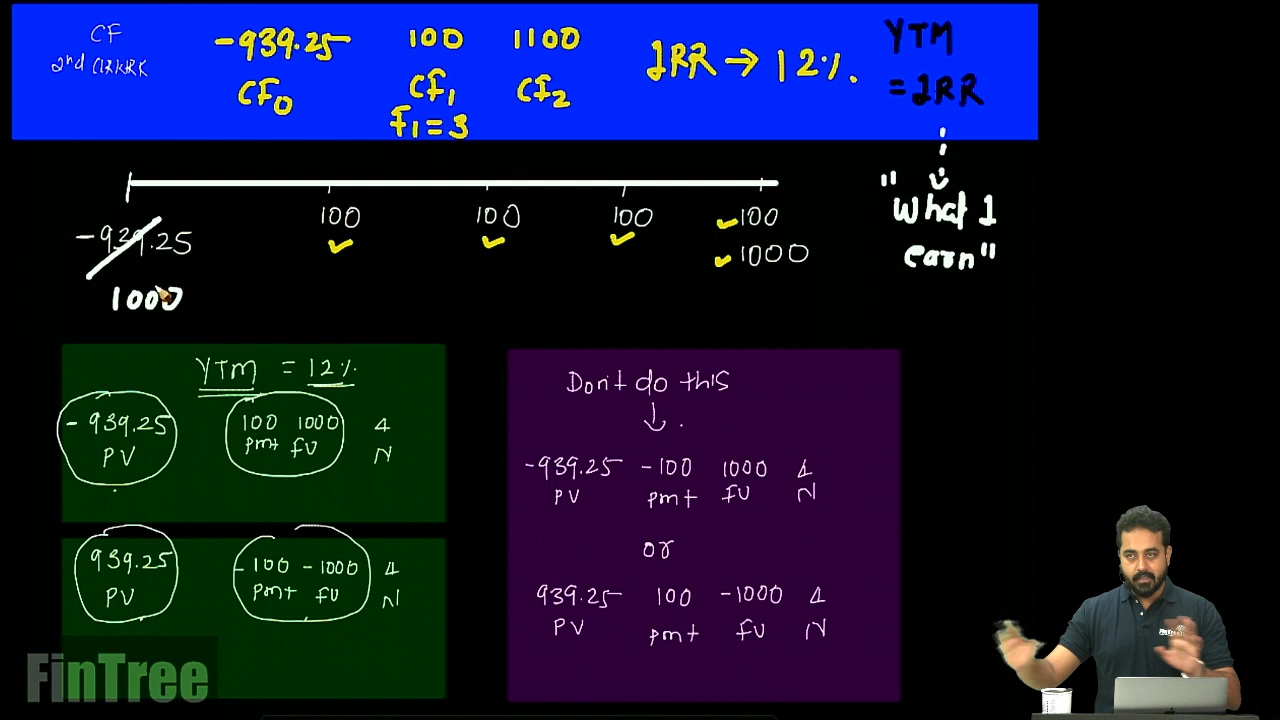 CF
2nd CLR WRK
-939.25 100 1100
CF0 CF1 CF2
F1 = 3
IRR → 12%.
YTM
= IRR
"What I
earn"
100 100 100 100
-939.25 1000
1000
YTM = 12%
-939.25 100 1000 4
PV pmt FV N
939.25 -100 -1000 4
PV pmt FV N
Don't do this
↓
-939.25 -100 1000 4
PV pmt FV N
or
939.25 100 -1000 4
PV pmt FV N
FinTree